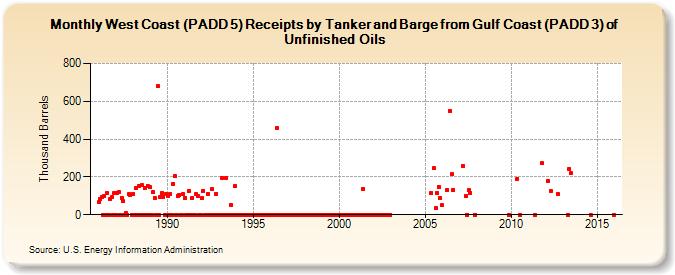 Monthly West Coast (PADD 5) Receipts by Tanker and Barge from Gulf Coast (PADD 3) of
Unfinished Oils
Thousand Barrels
800
600
400
200
0
1990 1995 2000 2005 2010 2015
Source: U.S. Energy Information Administration